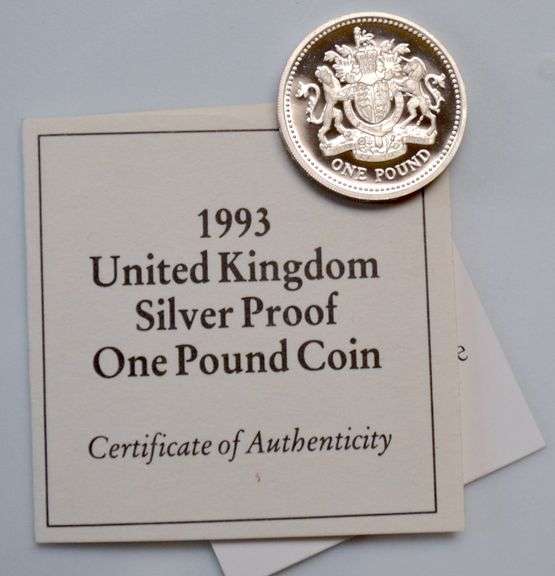 ONE POUND
1993
United Kingdom
Silver Proof
One Pound Coin
Certificate of Authenticity
e